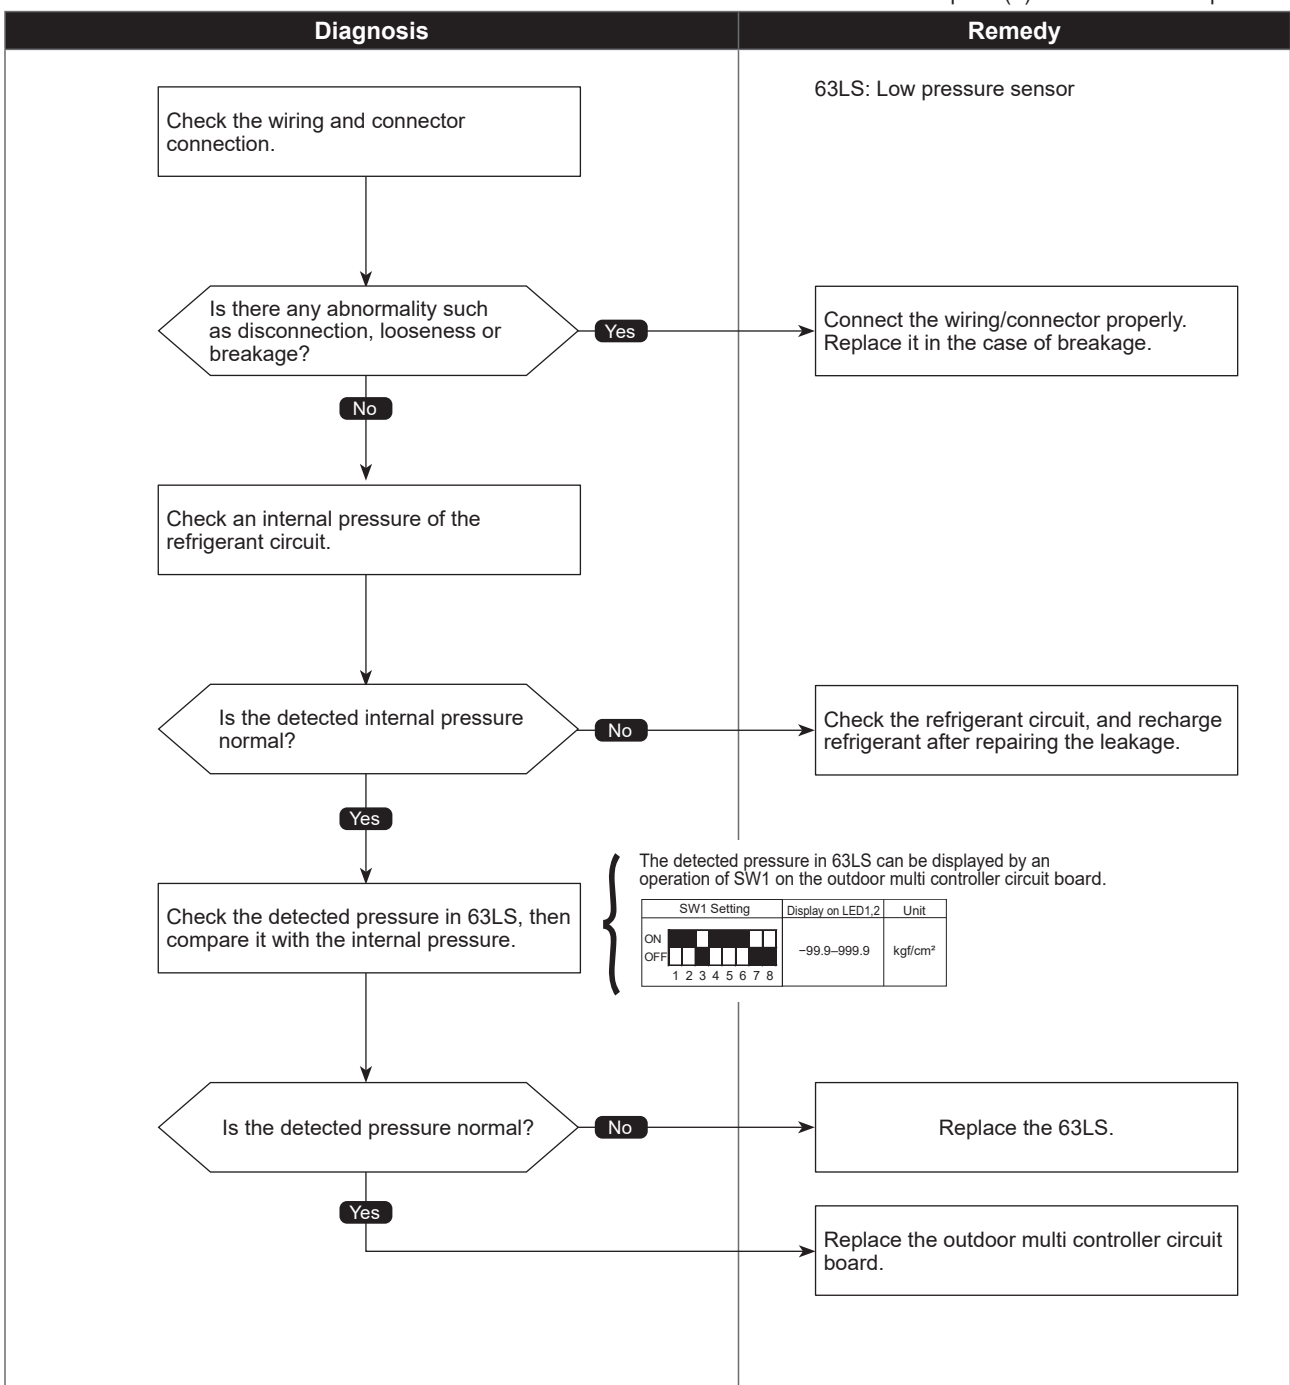 Diagnosis
Remedy
63LS: Low pressure sensor
Check the wiring and connector
connection.
Is there any abnormality such
as disconnection, looseness or
breakage?
Yes
Connect the wiring/connector properly.
Replace it in the case of breakage.
No
Check an internal pressure of the
refrigerant circuit.
Is the detected internal pressure
normal?
No
Check the refrigerant circuit, and recharge
refrigerant after repairing the leakage.
Yes
Check the detected pressure in 63LS, then
compare it with the internal pressure.
The detected pressure in 63LS can be displayed by an
operation of SW1 on the outdoor multi controller circuit board.
SW1 Setting
Display on LED1,2
Unit
ON
OFF
1 2 3 4 5 6 7 8
−99.9–999.9
kgf/cm²
Is the detected pressure normal?
No
Replace the 63LS.
Yes
Replace the outdoor multi controller circuit
board.